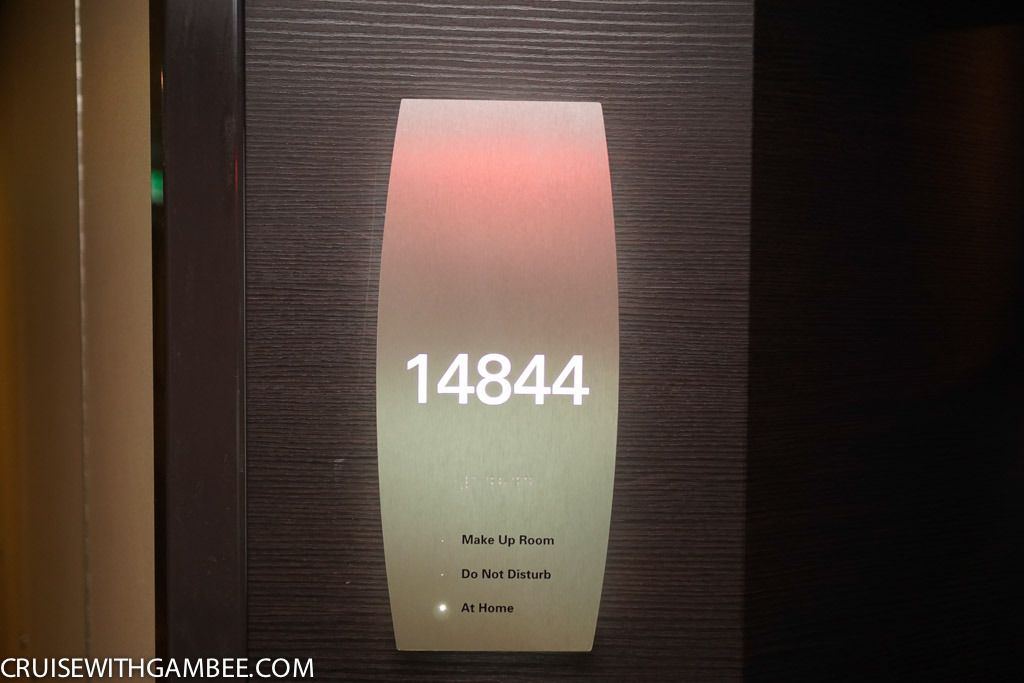 14844
Make Up Room
Do Not Disturb
At Home
CRUISEWITHGAMBEE.COM